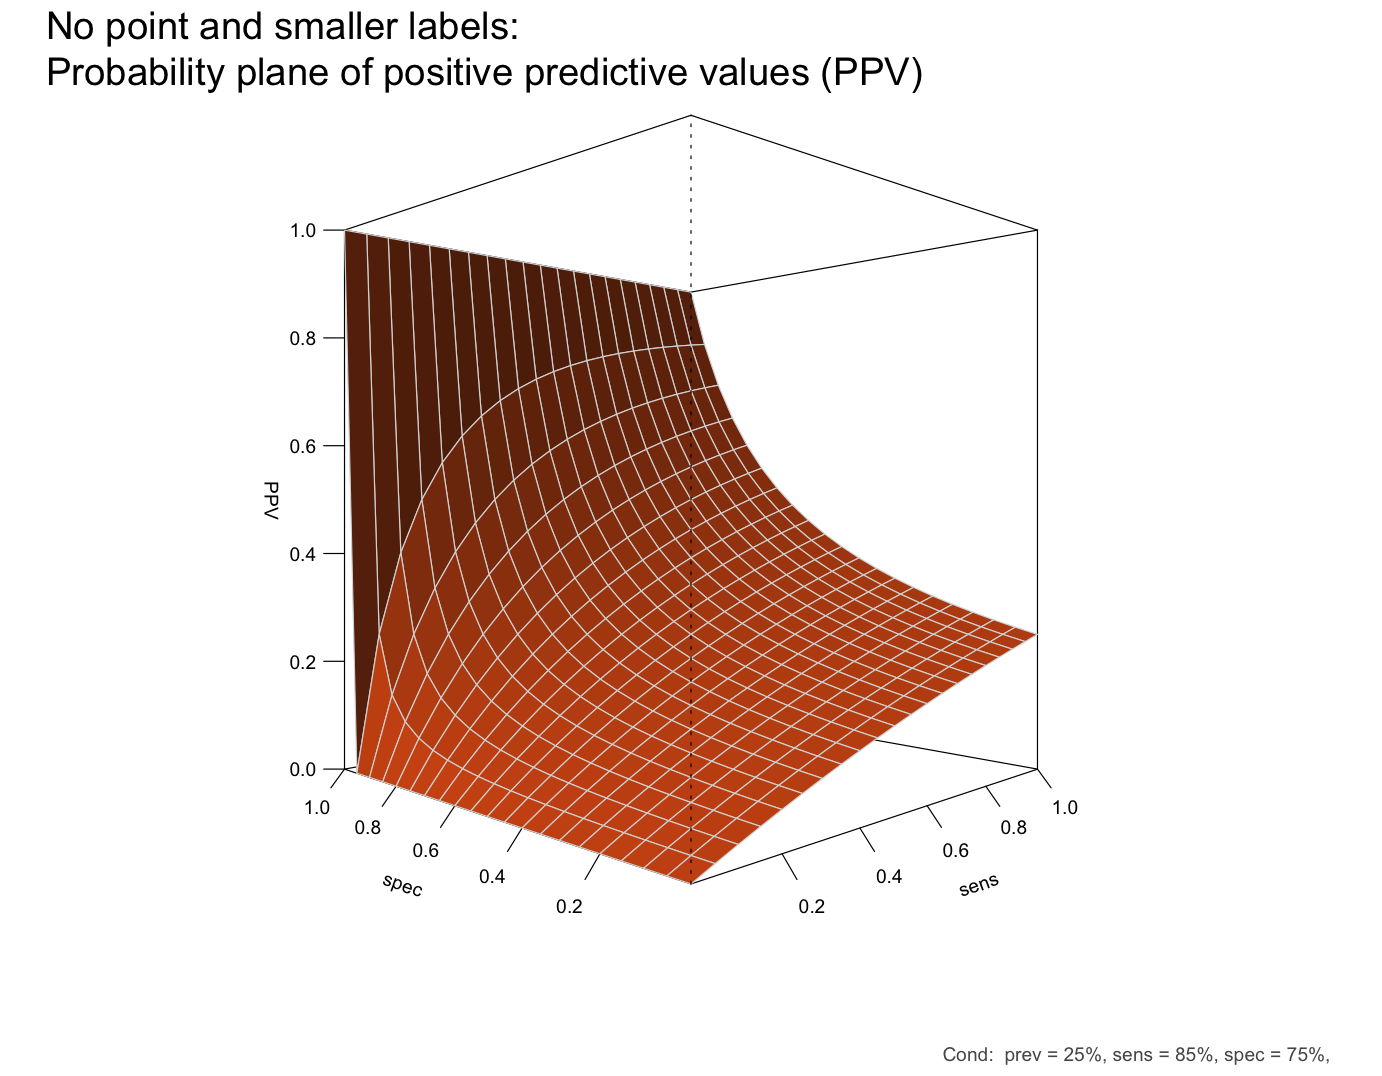 No point and smaller labels:
Probability plane of positive predictive values (PPV)
1.0
0.8
0.6
0.4
0.2
0.0
PPV
1.0
0.8
0.6
0.4
0.2
spec
0.2
0.4
0.6
0.8
1.0
sens
Cond:  prev = 25%, sens = 85%, spec = 75%,